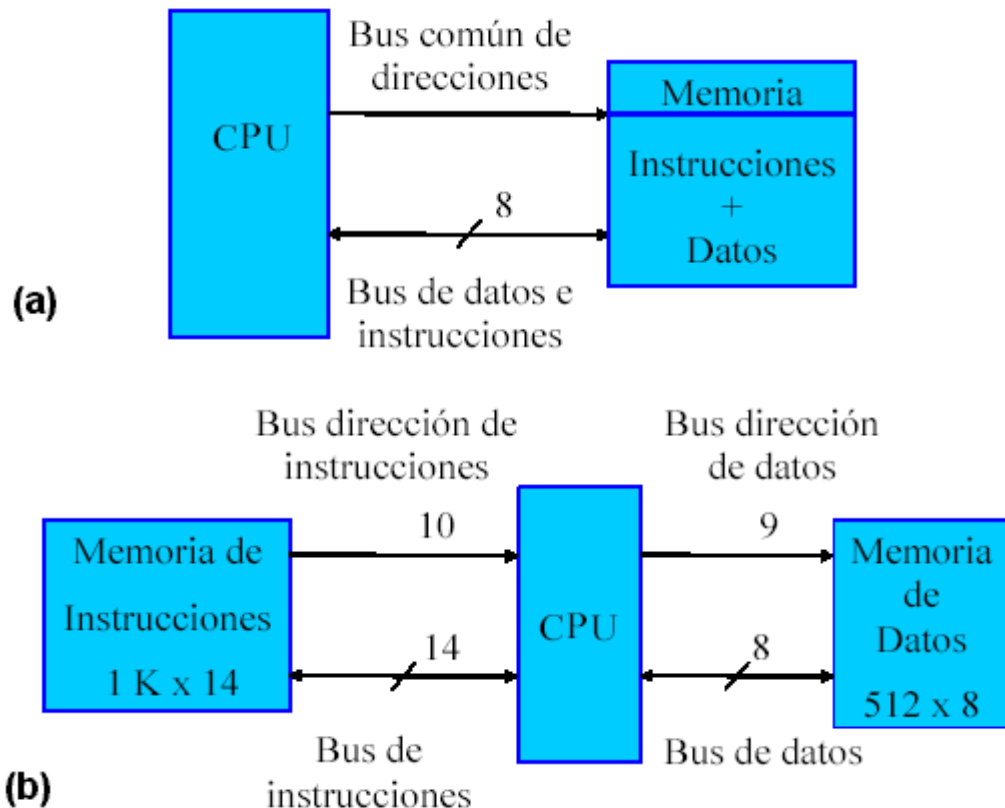 Bus común de
direcciones
CPU
Memoria
Instrucciones
+
Datos
8
Bus de datos e
instrucciones
(a)
Bus dirección de
instrucciones
Bus dirección
de datos
10
9
Memoria de
Instrucciones
1 K x 14
CPU
Memoria
de
Datos
512 x 8
14
8
Bus de
instrucciones
Bus de datos
(b)